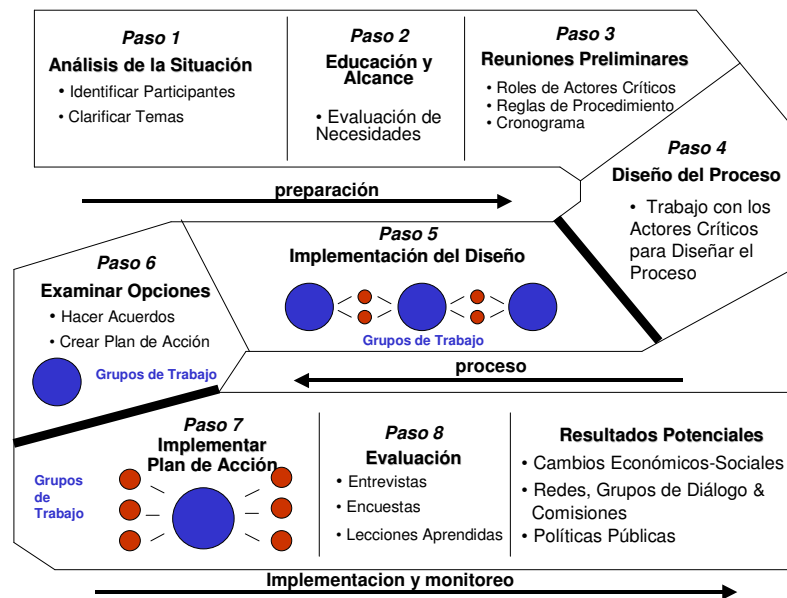 Paso 1
Análisis de la Situación
• Identificar Participantes
• Clarificar Temas
Paso 2
Educación y
Alcance
• Evaluación de
Necesidades
Paso 3
Reuniones Preliminares
• Roles de Actores Críticos
• Reglas de Procedimiento
• Cronograma
Paso 4
Diseño del Proceso
• Trabajo con los
Actores Críticos
para Diseñar el
Proceso
preparación
Paso 5
Implementación del Diseño
Grupos de Trabajo
Paso 6
Examinar Opciones
• Hacer Acuerdos
• Crear Plan de Acción
Grupos de Trabajo
proceso
Paso 7
Implementar
Plan de Acción
Grupos
de
Trabajo
Paso 8
Evaluación
• Entrevistas
• Encuestas
• Lecciones Aprendidas
Resultados Potenciales
• Cambios Económicos-Sociales
• Redes, Grupos de Diálogo &
Comisiones
• Políticas Públicas
Implementacion y monitoreo